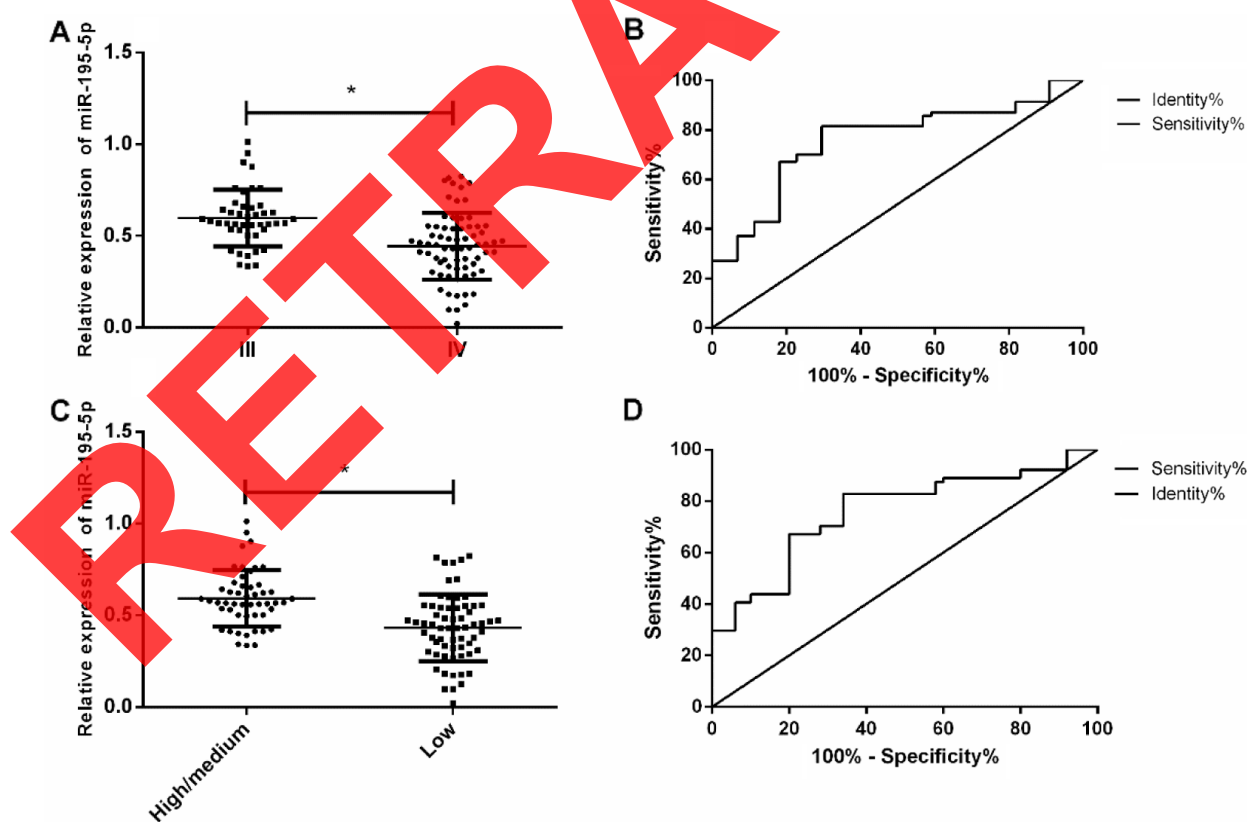 A
B
Relative expression of miR-195-5p
1.5
1.0
0.5
0.0
*
III
IV
Sensitivity%
100
80
60
40
20
0
0
20
40
60
80
100
100% - Specificity%
Identity%
Sensitivity%
C
D
Relative expression of miR-195-5p
1.5
1.0
0.5
0.0
*
High/medium
Low
Sensitivity%
100
80
60
40
20
0
0
20
40
60
80
100
100% - Specificity%
Sensitivity%
Identity%
RETRA